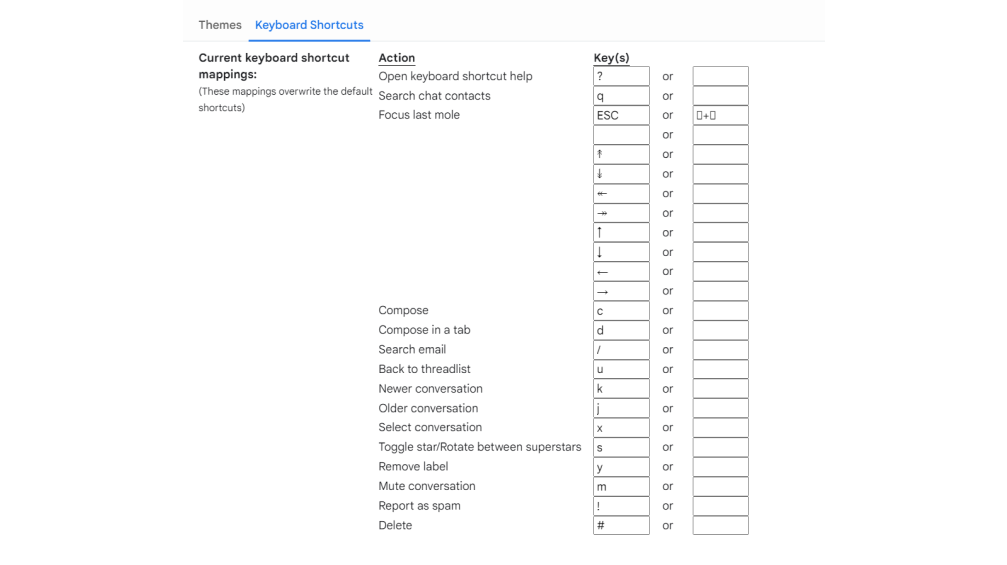 Themes Keyboard Shortcuts
Current keyboard shortcut mappings:
(These mappings overwrite the default shortcuts)
Action Key(s)
Open keyboard shortcut help ? or
Search chat contacts q or
Focus last mole ESC or ▯+▯
or
↟ or
↡ or
↞ or
↠ or
↑ or
↓ or
← or
→ or
Compose c or
Compose in a tab d or
Search email / or
Back to threadlist u or
Newer conversation k or
Older conversation j or
Select conversation x or
Toggle star/Rotate between superstars s or
Remove label y or
Mute conversation m or
Report as spam ! or
Delete # or